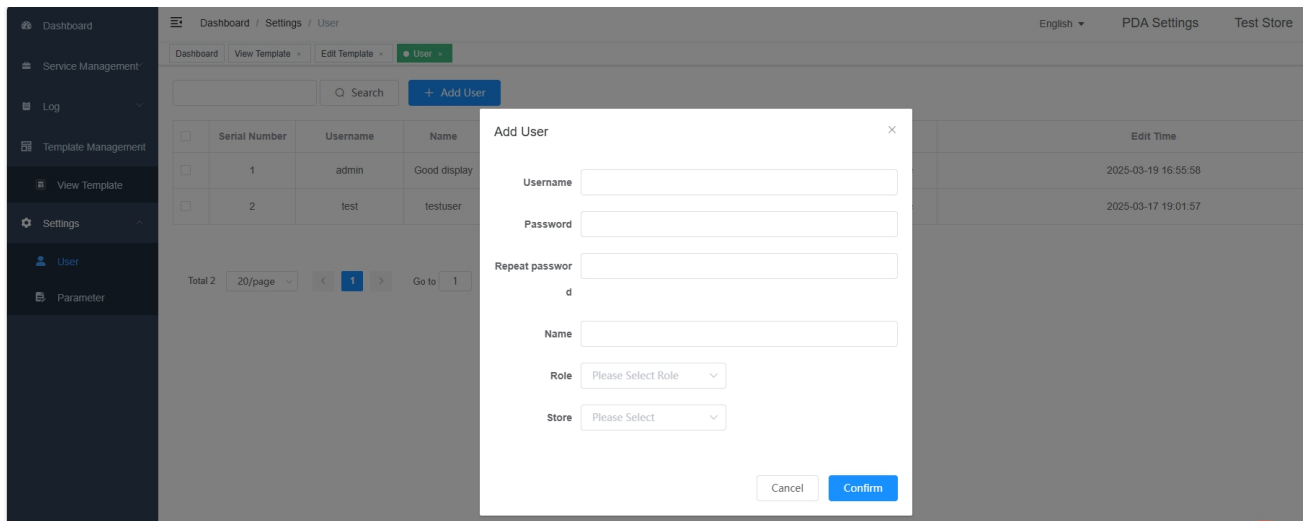 Dashboard
Service Management
Log
Template Management
View Template
Settings
User
Parameter
Dashboard / Settings / User
English
PDA Settings
Test Store
Dashboard
View Template ×
Edit Template ×
User ×
Search
+ Add User
Serial Number
Username
Name
Edit Time
1
admin
Good display
2025-03-19 16:55:58
2
test
testuser
2025-03-17 19:01:57
Total 2
20/page
<
1
>
Go to
1
Add User
×
Username
Password
Repeat passwor
d
Name
Role
Please Select Role
Store
Please Select
Cancel
Confirm